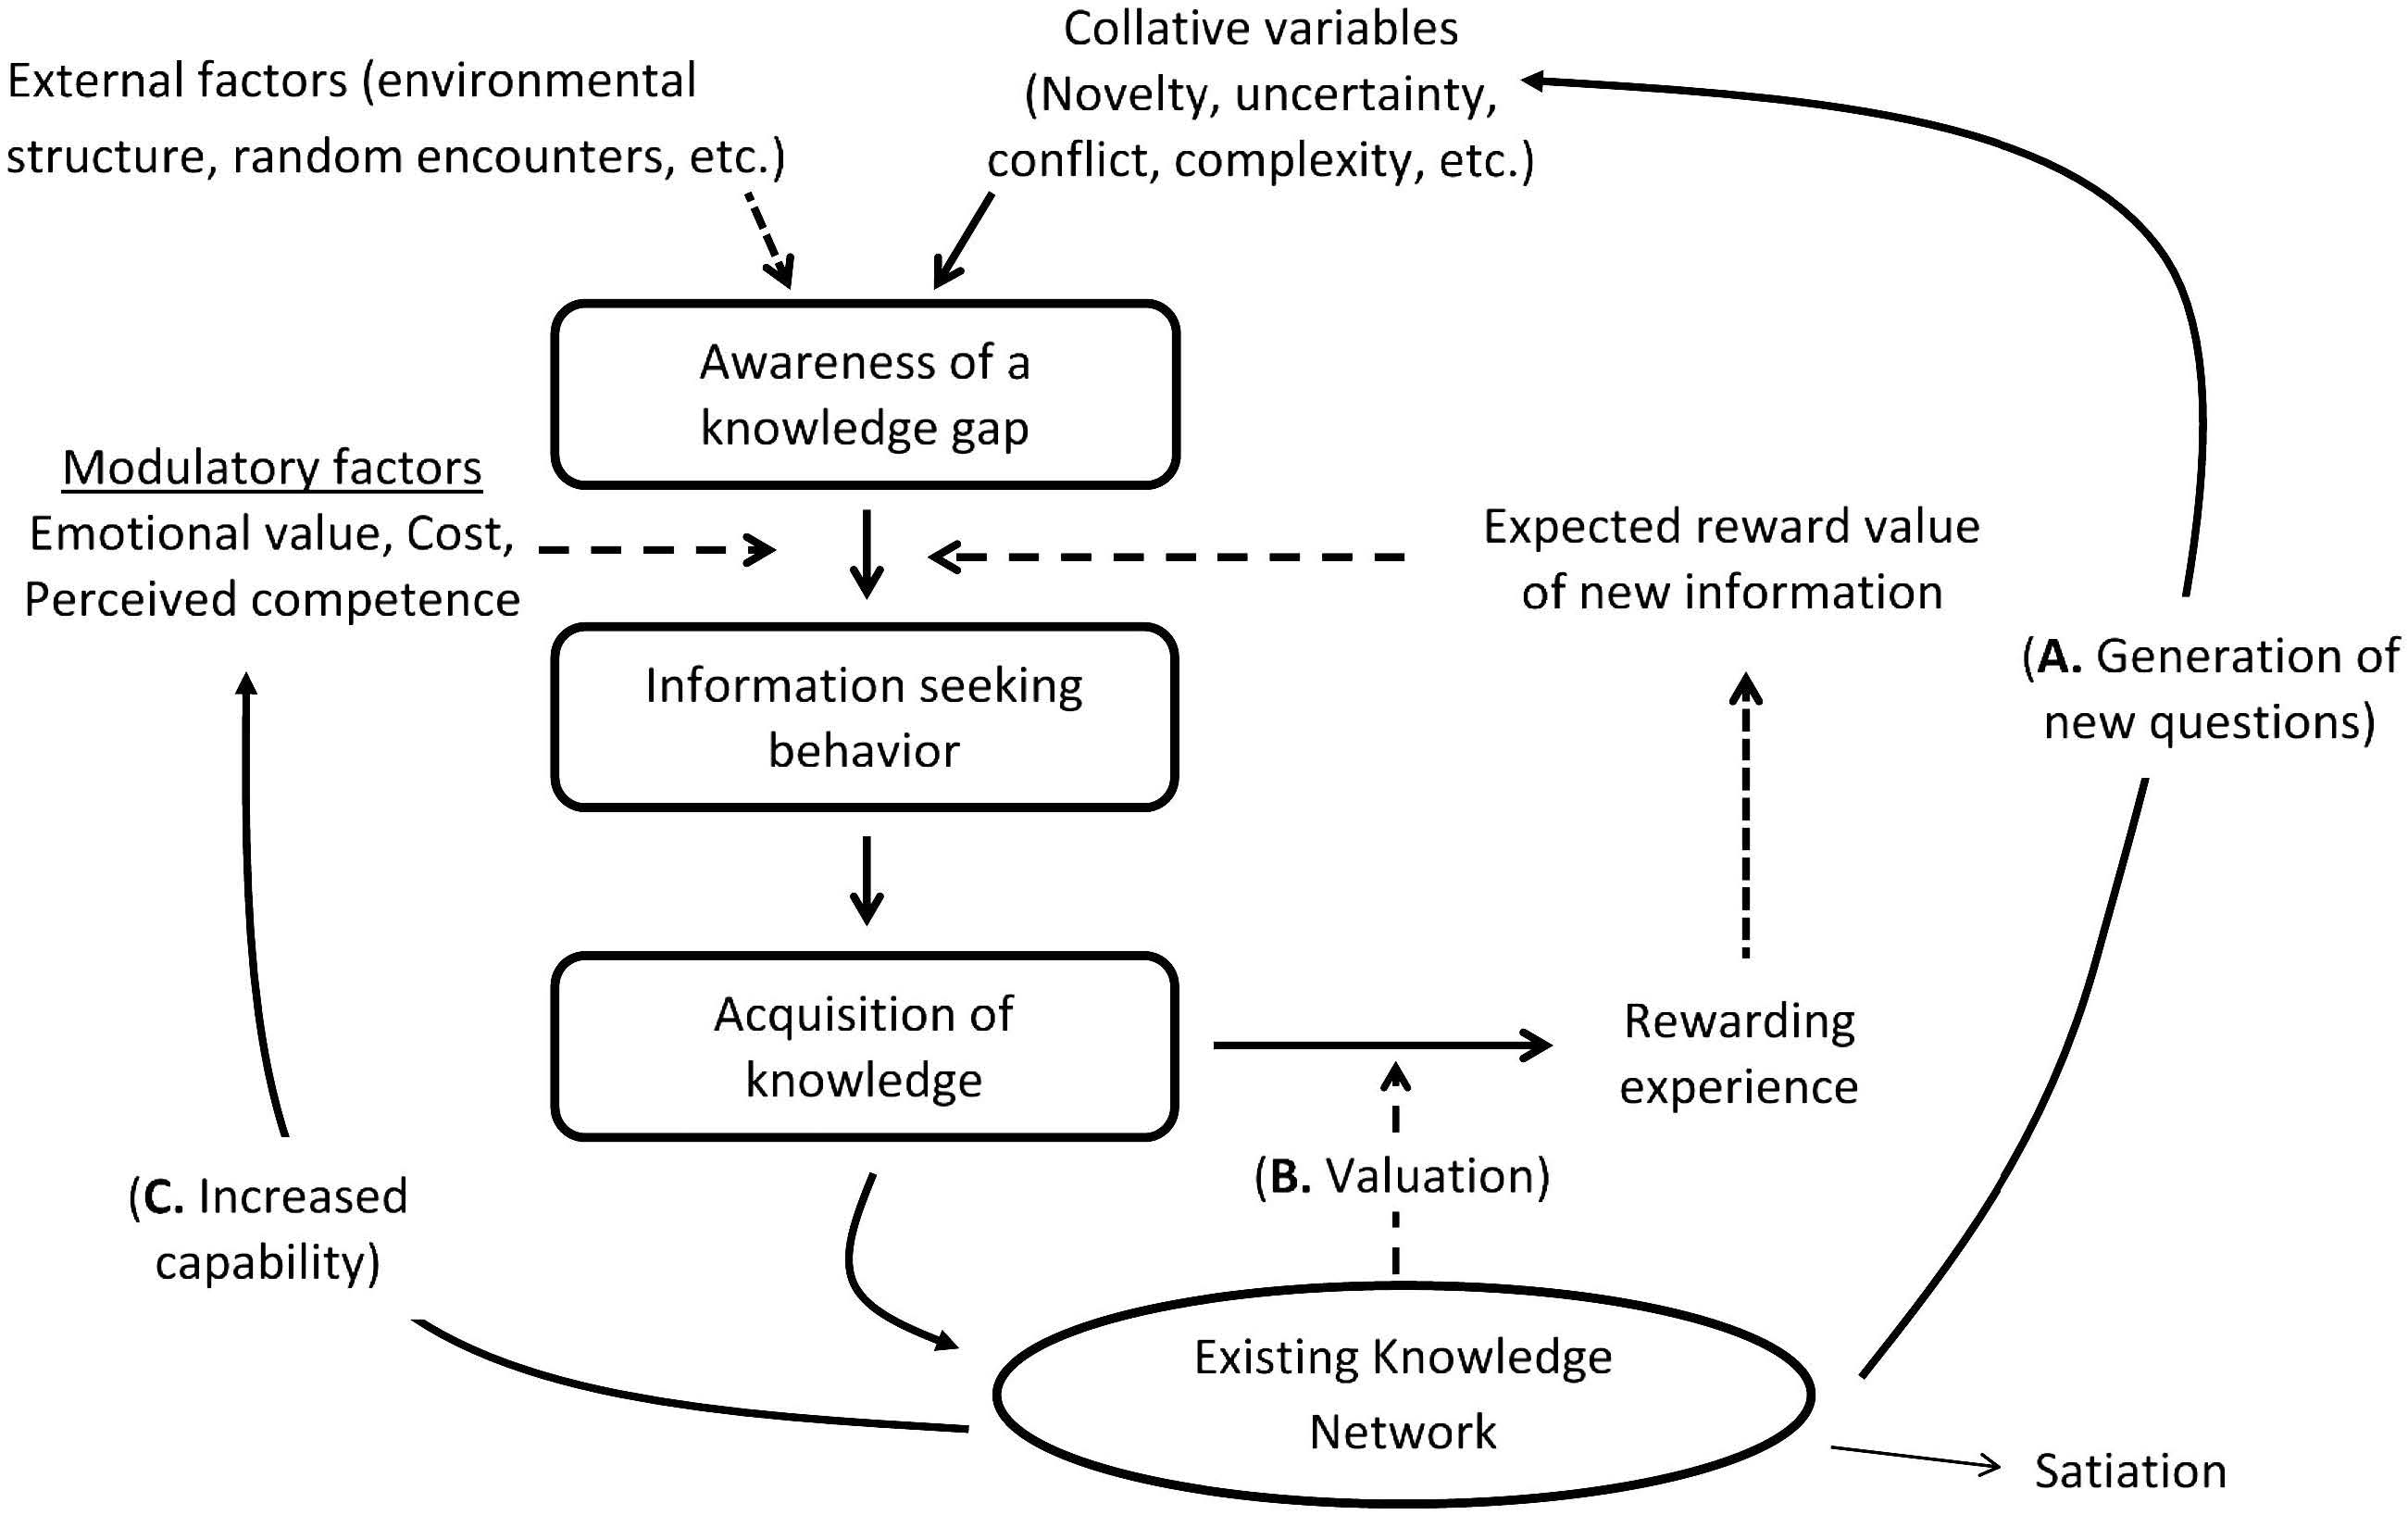 Collative variables
(Novelty, uncertainty,
conflict, complexity, etc.)
External factors (environmental
structure, random encounters, etc.)
Awareness of a
knowledge gap
Modulatory factors
Emotional value, Cost,
Perceived competence
Expected reward value
of new information
(A. Generation of
new questions)
Information seeking
behavior
Acquisition of
knowledge
Rewarding
experience
(B. Valuation)
(C. Increased
capability)
Existing Knowledge
Network
Satiation